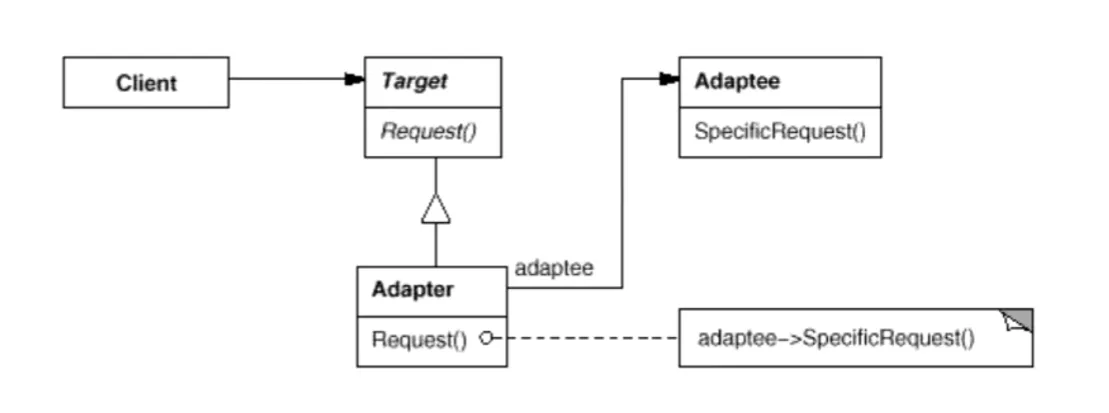 Client
Target
Request()
Adaptee
SpecificRequest()
adaptee
Adapter
Request()
adaptee–>SpecificRequest()